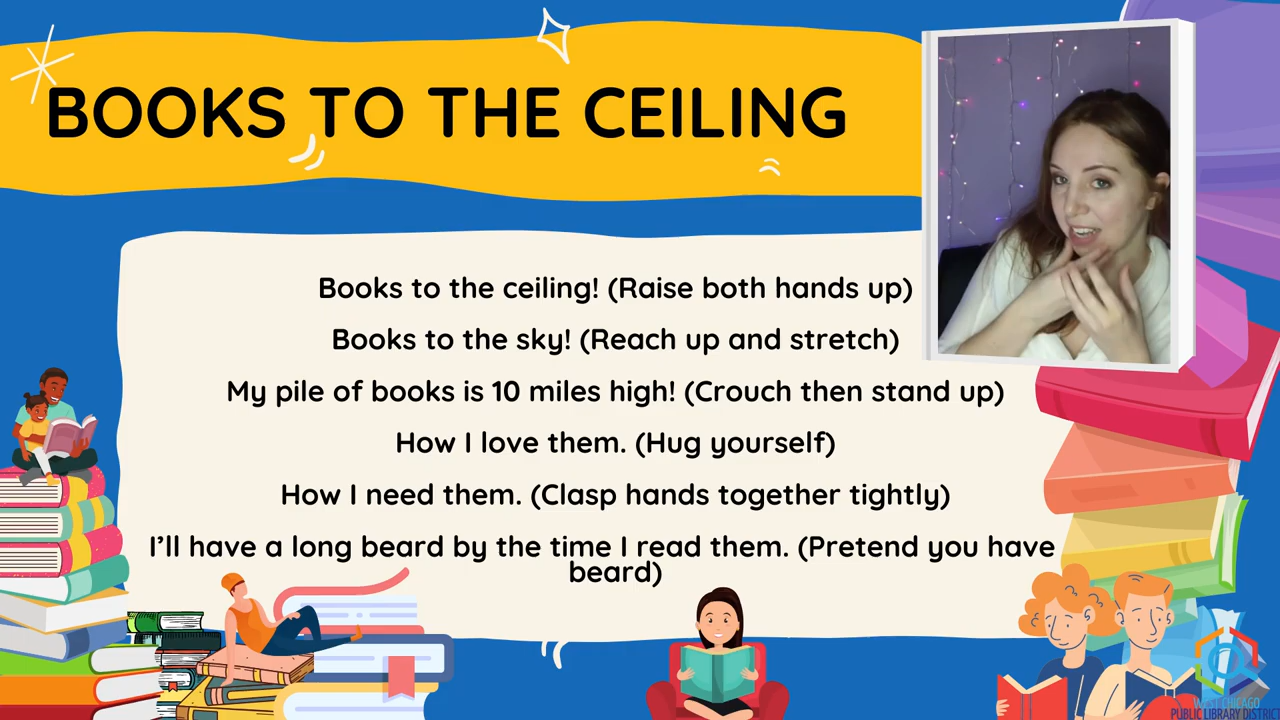 BOOKS TO THE CEILING
Books to the ceiling! (Raise both hands up)
Books to the sky! (Reach up and stretch)
My pile of books is 10 miles high! (Crouch then stand up)
How I love them. (Hug yourself)
How I need them. (Clasp hands together tightly)
I’ll have a long beard by the time I read them. (Pretend you have
beard)
WEST CHICAGO
PUBLIC LIBRARY DISTRICT